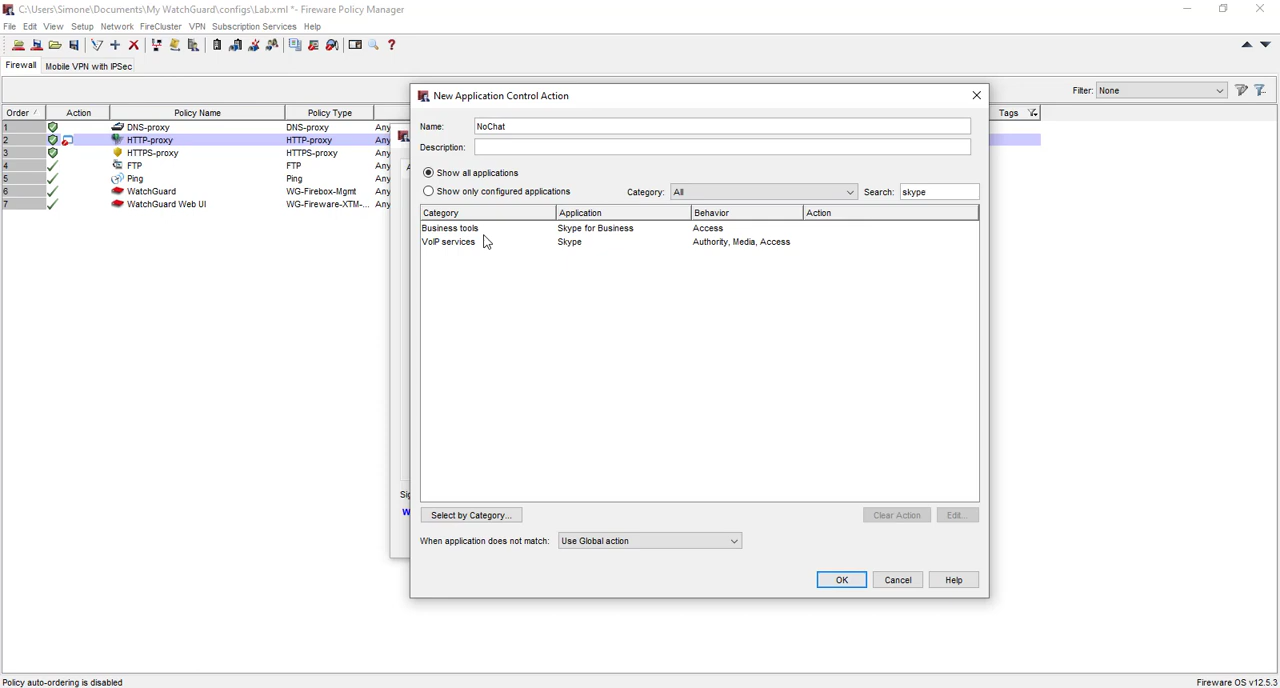 C:\Users\Simone\Documents\My WatchGuard\configs\Lab.xml *- Fireware Policy Manager
File Edit View Setup Network FireCluster VPN Subscription Services Help
Firewall Mobile VPN with IPSec
Filter: None
Order / Action Policy Name Policy Type Tags
1 DNS-proxy DNS-proxy Any
2 HTTP-proxy HTTP-proxy Any
3 HTTPS-proxy HTTPS-proxy Any
4 FTP FTP Any
5 Ping Ping Any
6 WatchGuard WG-Firebox-Mgmt Any
7 WatchGuard Web UI WG-Fireware-XTM-... Any
New Application Control Action
Name: NoChat
Description:
Show all applications
Show only configured applications Category: All Search: skype
Category Application Behavior Action
Business tools Skype for Business Access
VoIP services Skype Authority, Media, Access
Select by Category... Clear Action Edit...
When application does not match: Use Global action
OK Cancel Help
Policy auto-ordering is disabled Fireware OS v12.5.3